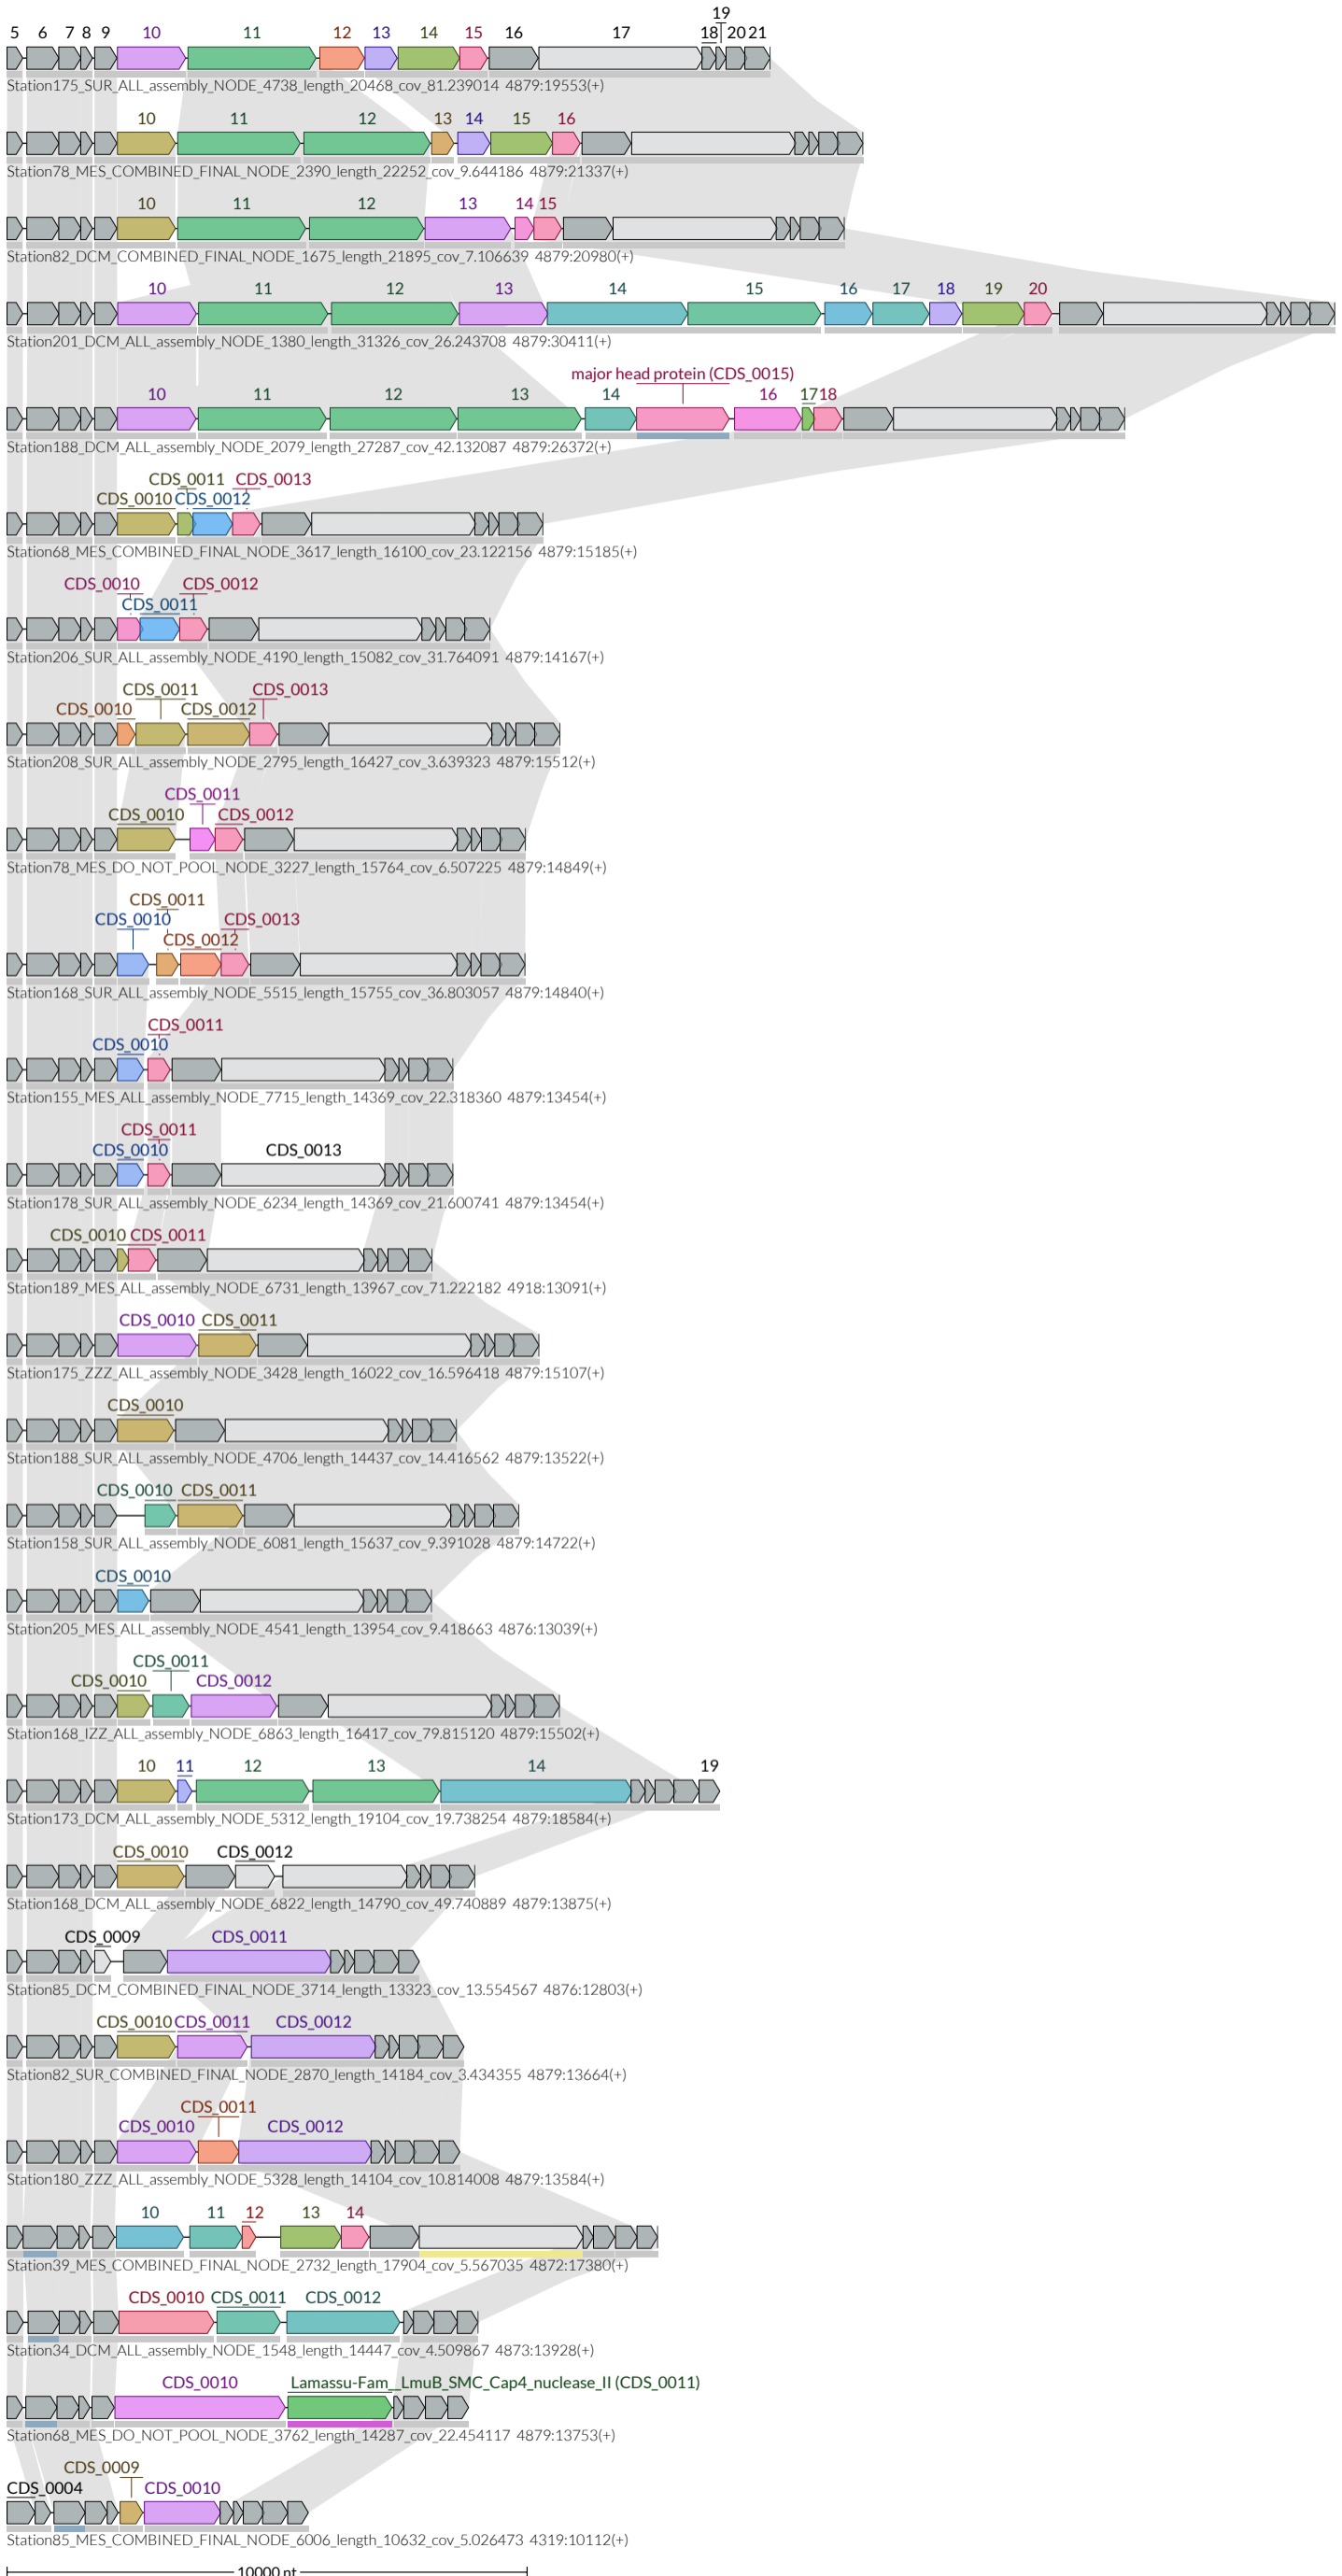 19
5 6 7 8 9 10 11 12 13 14 15 16 17 18 20 21
Station175_SUR_ALL_assembly_NODE_4738_length_20468_cov_81.239014 4879:19553(+)
10 11 12 13 14 15 16
Station78_MES_COMBINED_FINAL_NODE_2390_length_22252_cov_9.644186 4879:21337(+)
10 11 12 13 14 15
Station82_DCM_COMBINED_FINAL_NODE_1675_length_21895_cov_7.106639 4879:20980(+)
10 11 12 13 14 15 16 17 18 19 20
Station201_DCM_ALL_assembly_NODE_1380_length_31326_cov_26.243708 4879:30411(+)
major head protein (CDS_0015)
10 11 12 13 14 16 17 18
Station188_DCM_ALL_assembly_NODE_2079_length_27287_cov_42.132087 4879:26372(+)
CDS_0011 CDS_0013
CDS_0010 CDS_0012
Station68_MES_COMBINED_FINAL_NODE_3617_length_16100_cov_23.122156 4879:15185(+)
CDS_0010 CDS_0012
CDS_0011
Station206_SUR_ALL_assembly_NODE_4190_length_15082_cov_31.764091 4879:14167(+)
CDS_0011 CDS_0013
CDS_0010 CDS_0012
Station208_SUR_ALL_assembly_NODE_2795_length_16427_cov_3.639323 4879:15512(+)
CDS_0011
CDS_0010 CDS_0012
Station78_MES_DO_NOT_POOL_NODE_3227_length_15764_cov_6.507225 4879:14849(+)
CDS_0011
CDS_0010 CDS_0013
CDS_0012
Station168_SUR_ALL_assembly_NODE_5515_length_15755_cov_36.803057 4879:14840(+)
CDS_0011
CDS_0010
Station155_MES_ALL_assembly_NODE_7715_length_14369_cov_22.318360 4879:13454(+)
CDS_0011
CDS_0010 CDS_0013
Station178_SUR_ALL_assembly_NODE_6234_length_14369_cov_21.600741 4879:13454(+)
CDS_0010 CDS_0011
Station189_MES_ALL_assembly_NODE_6731_length_13967_cov_71.222182 4918:13091(+)
CDS_0010 CDS_0011
Station175_ZZZ_ALL_assembly_NODE_3428_length_16022_cov_16.596418 4879:15107(+)
CDS_0010
Station188_SUR_ALL_assembly_NODE_4706_length_14437_cov_14.416562 4879:13522(+)
CDS_0010 CDS_0011
Station158_SUR_ALL_assembly_NODE_6081_length_15637_cov_9.391028 4879:14722(+)
CDS_0010
Station205_MES_ALL_assembly_NODE_4541_length_13954_cov_9.418663 4876:13039(+)
CDS_0011
CDS_0010 CDS_0012
Station168_IZZ_ALL_assembly_NODE_6863_length_16417_cov_79.815120 4879:15502(+)
10 11 12 13 14 19
Station173_DCM_ALL_assembly_NODE_5312_length_19104_cov_19.738254 4879:18584(+)
CDS_0010 CDS_0012
Station168_DCM_ALL_assembly_NODE_6822_length_14790_cov_49.740889 4879:13875(+)
CDS_0009 CDS_0011
Station85_DCM_COMBINED_FINAL_NODE_3714_length_13323_cov_13.554567 4876:12803(+)
CDS_0010 CDS_0011 CDS_0012
Station82_SUR_COMBINED_FINAL_NODE_2870_length_14184_cov_3.434355 4879:13664(+)
CDS_0011
CDS_0010 CDS_0012
Station180_ZZZ_ALL_assembly_NODE_5328_length_14104_cov_10.814008 4879:13584(+)
10 11 12 13 14
Station39_MES_COMBINED_FINAL_NODE_2732_length_17904_cov_5.567035 4872:17380(+)
CDS_0010 CDS_0011 CDS_0012
Station34_DCM_ALL_assembly_NODE_1548_length_14447_cov_4.509867 4873:13928(+)
CDS_0010 Lamassu-Fam__LmuB_SMC_Cap4_nuclease_II (CDS_0011)
Station68_MES_DO_NOT_POOL_NODE_3762_length_14287_cov_22.454117 4879:13753(+)
CDS_0009
CDS_0004 CDS_0010
Station85_MES_COMBINED_FINAL_NODE_6006_length_10632_cov_5.026473 4319:10112(+)
10000 nt